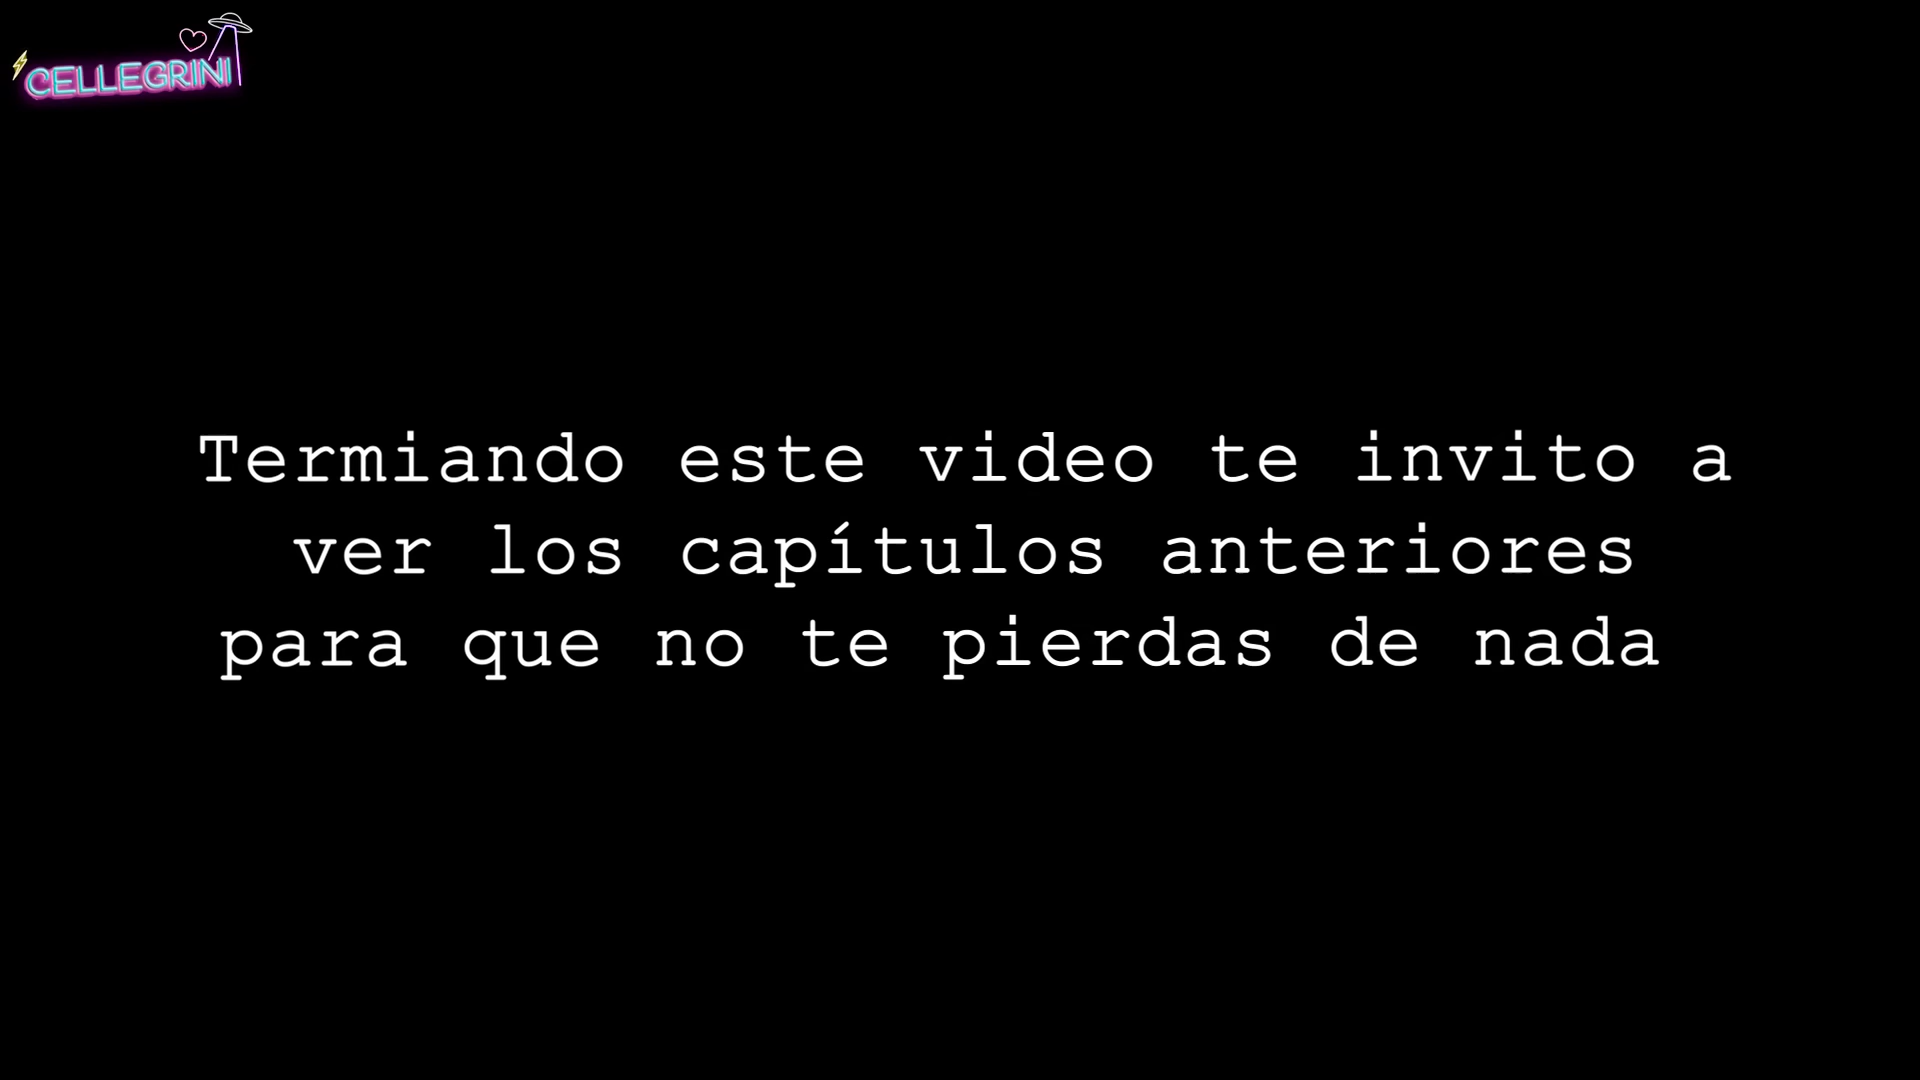 CELLEGRINI
Termiando este video te invito a
ver los capítulos anteriores
para que no te pierdas de nada